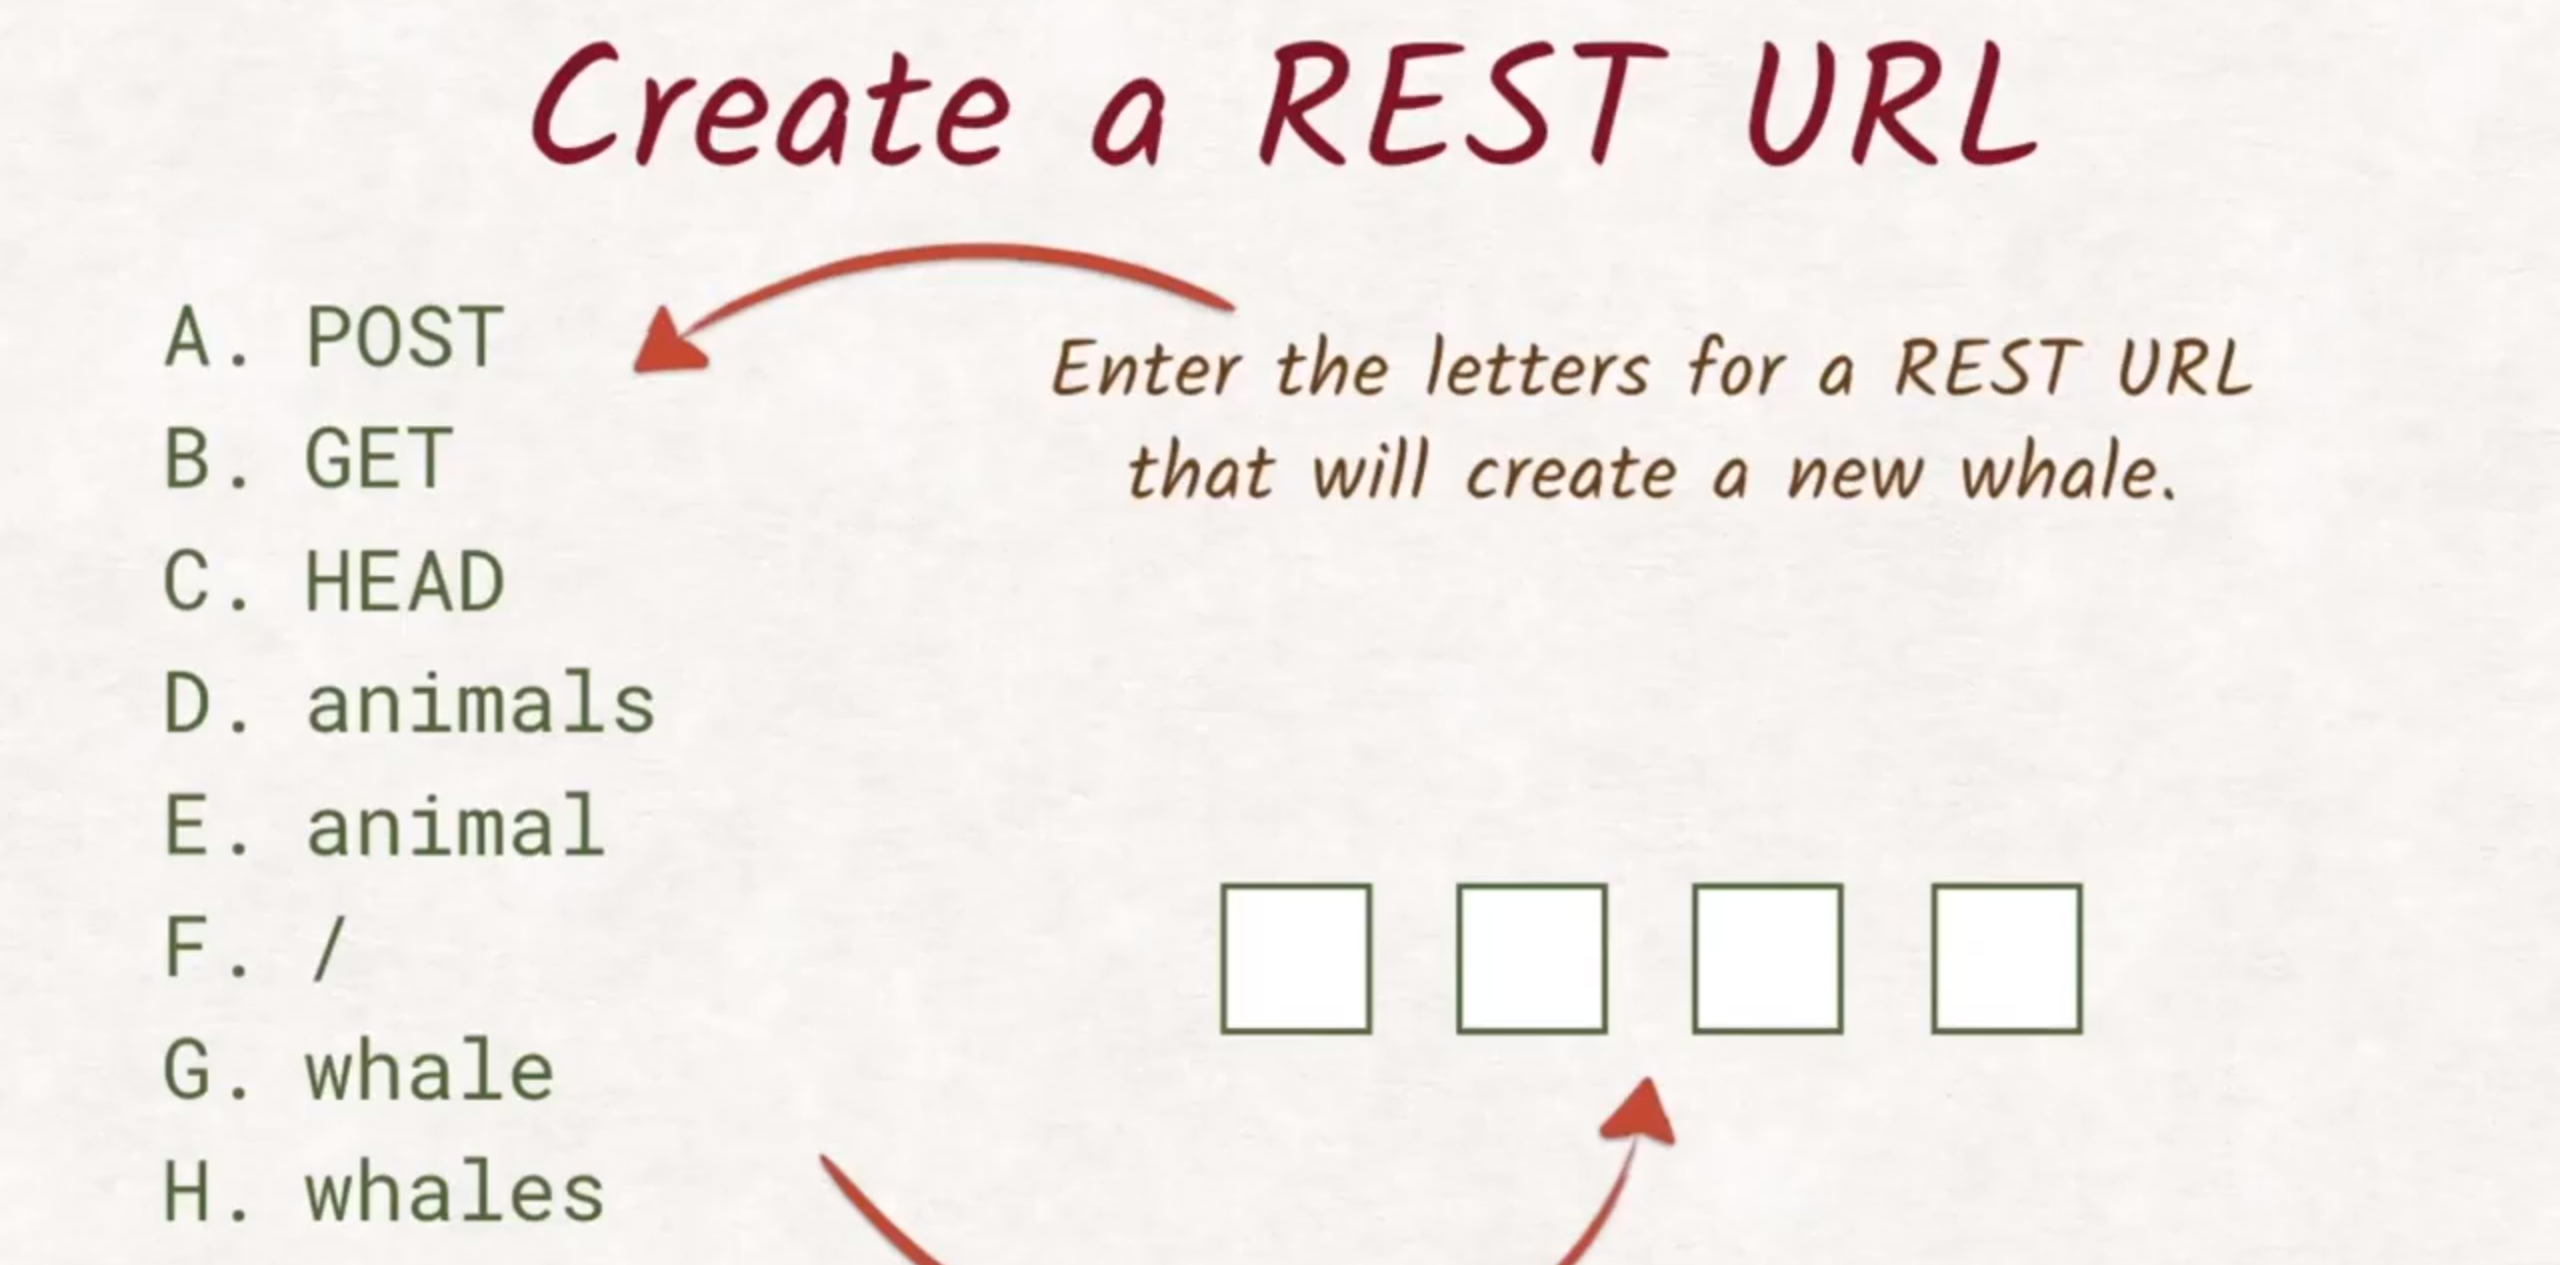 Create a REST URL
A. POST
B. GET
C. HEAD
D. animals
E. animal
F. /
G. whale
H. whales
Enter the letters for a REST URL
that will create a new whale.